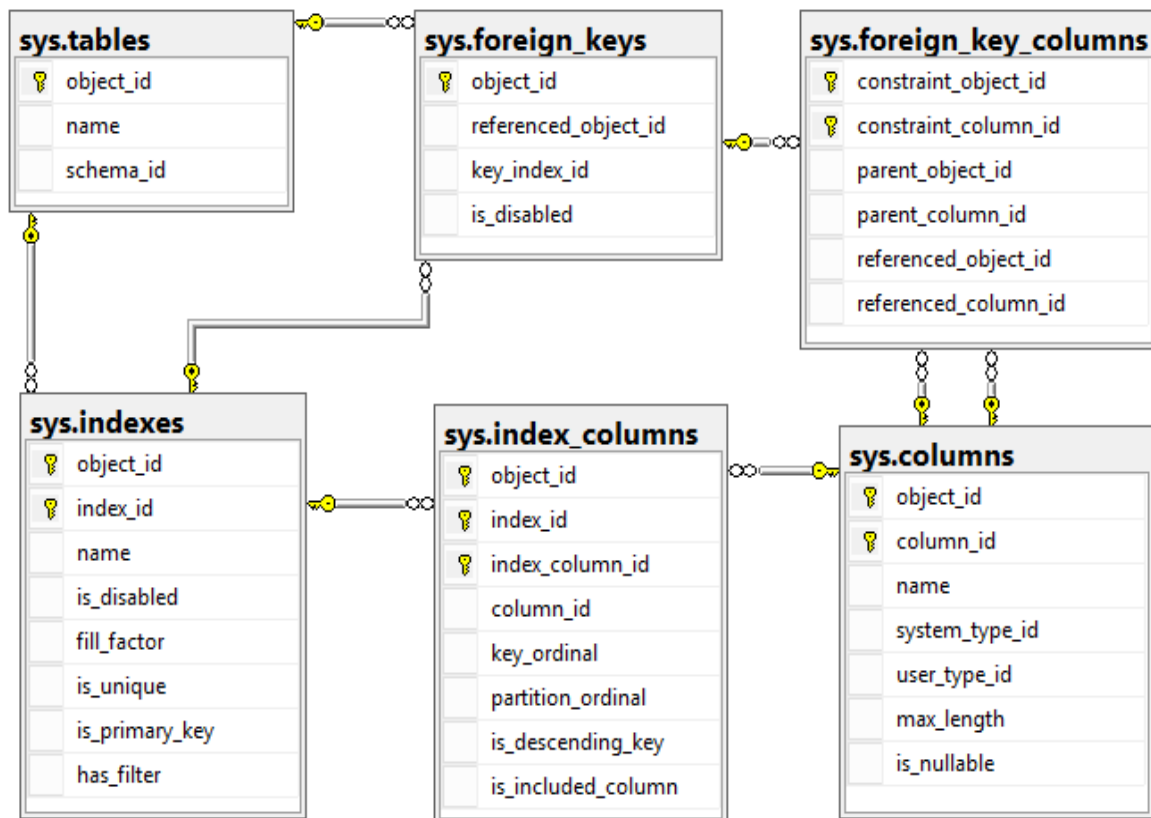 sys.tables
object_id
name
schema_id
sys.foreign_keys
object_id
referenced_object_id
key_index_id
is_disabled
sys.foreign_key_columns
constraint_object_id
constraint_column_id
parent_object_id
parent_column_id
referenced_object_id
referenced_column_id
sys.indexes
object_id
index_id
name
is_disabled
fill_factor
is_unique
is_primary_key
has_filter
sys.index_columns
object_id
index_id
index_column_id
column_id
key_ordinal
partition_ordinal
is_descending_key
is_included_column
sys.columns
object_id
column_id
name
system_type_id
user_type_id
max_length
is_nullable